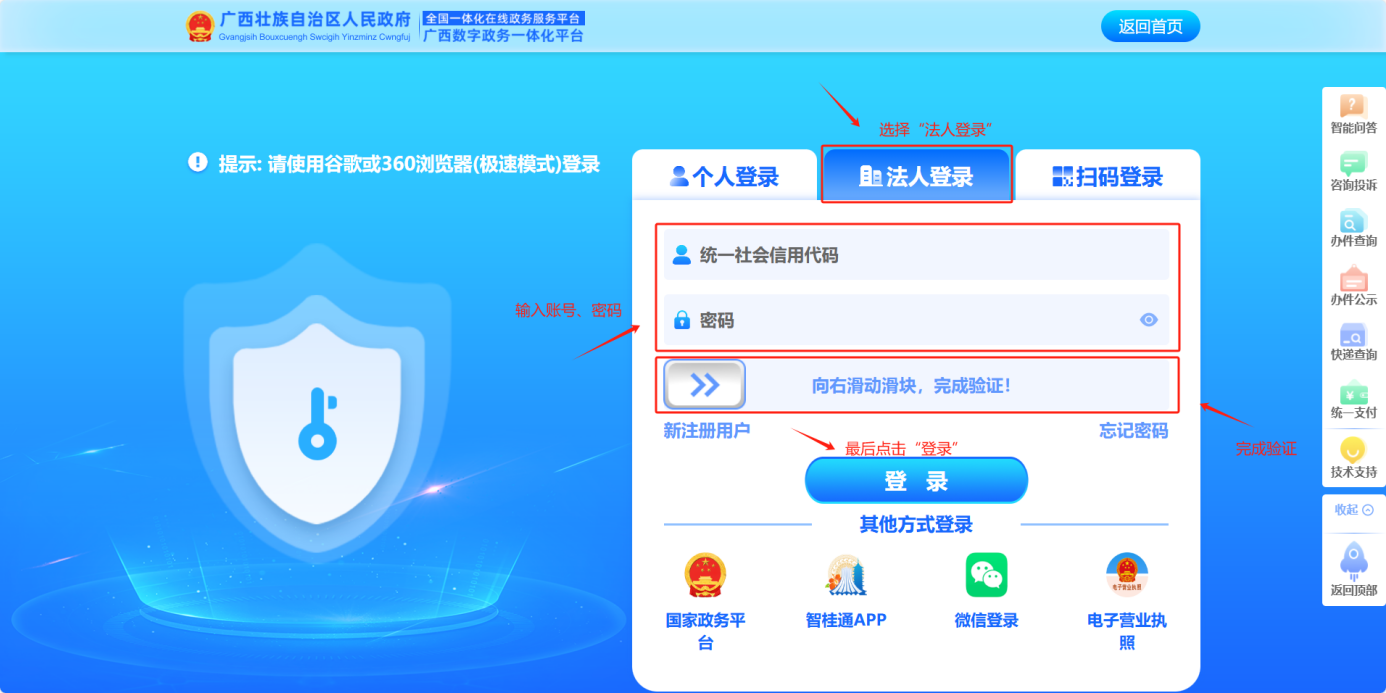 广西壮族自治区人民政府
Gvangjsih Bouxcuengh Swcigih Yinzminz Cwngfuj
全国一体化在线政务服务平台
广西数字政务一体化平台
返回首页
选择“法人登录”
提示: 请使用谷歌或360浏览器(极速模式)登录
个人登录
法人登录
扫码登录
统一社会信用代码
输入账号、密码
密码
向右滑动滑块，完成验证!
新注册用户
忘记密码
最后点击“登录”
完成验证
登 录
其他方式登录
国家政务平
台
智桂通APP
微信登录
电子营业执照
电子营业执
照
智能问答
咨询投诉
办件查询
办件公示
快递查询
统一支付
技术支持
收起
返回顶部